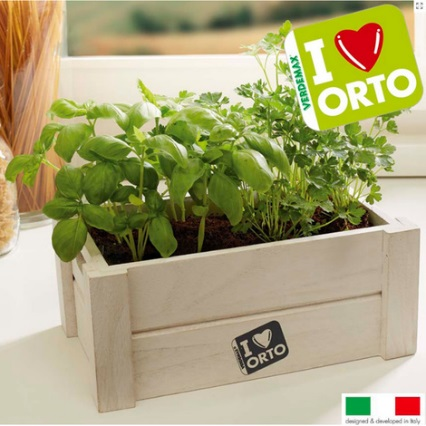 VERDEMAX
I
ORTO
I
ORTO
designed & developed in Italy